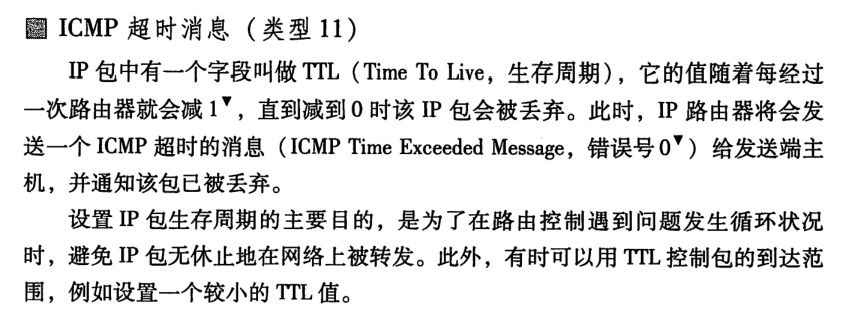 ICMP 超时消息（类型 11）
IP 包中有一个字段叫做 TTL（Time To Live，生存周期），它的值随着每经过
一次路由器就会减 1▼，直到减到 0 时该 IP 包会被丢弃。此时，IP 路由器将会发
送一个 ICMP 超时的消息（ICMP Time Exceeded Message，错误号 0▼）给发送端主
机，并通知该包已被丢弃。
设置 IP 包生存周期的主要目的，是为了在路由控制遇到问题发生循环状况
时，避免 IP 包无休止地在网络上被转发。此外，有时可以用 TTL 控制包的到达范
围，例如设置一个较小的 TTL 值。